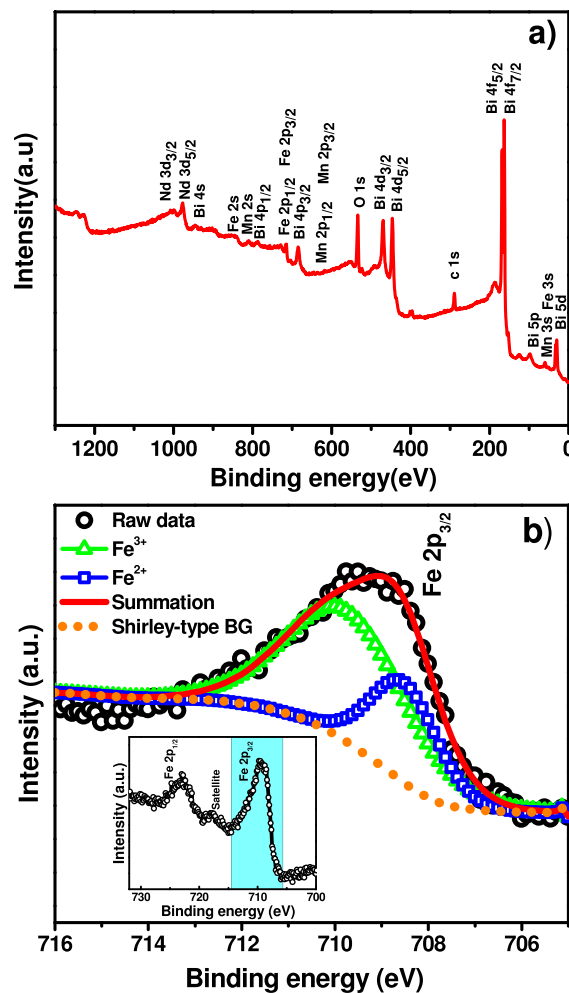 a)
Intensity(a.u)
Nd 3d3/2
Nd 3d5/2
Bi 4s
Fe 2s
Mn 2s
Bi 4p1/2
Fe 2p1/2 Fe 2p3/2
Bi 4p3/2
Mn 2p1/2 Mn 2p3/2
O 1s
Bi 4d3/2
Bi 4d5/2
c 1s
Bi 4f5/2
Bi 4f7/2
Bi 5p
Mn 3s Fe 3s
Bi 5d
1200 1000 800 600 400 200 0
Binding energy(eV)
b)
Raw data
Fe3+
Fe2+
Summation
Shirley-type BG
Fe 2p3/2
Intensity (a.u.)
Fe 2p1/2
Satellite
Fe 2p3/2
Intensity (a.u.)
730 720 710 700
Binding energy (eV)
716 714 712 710 708 706
Binding energy (eV)